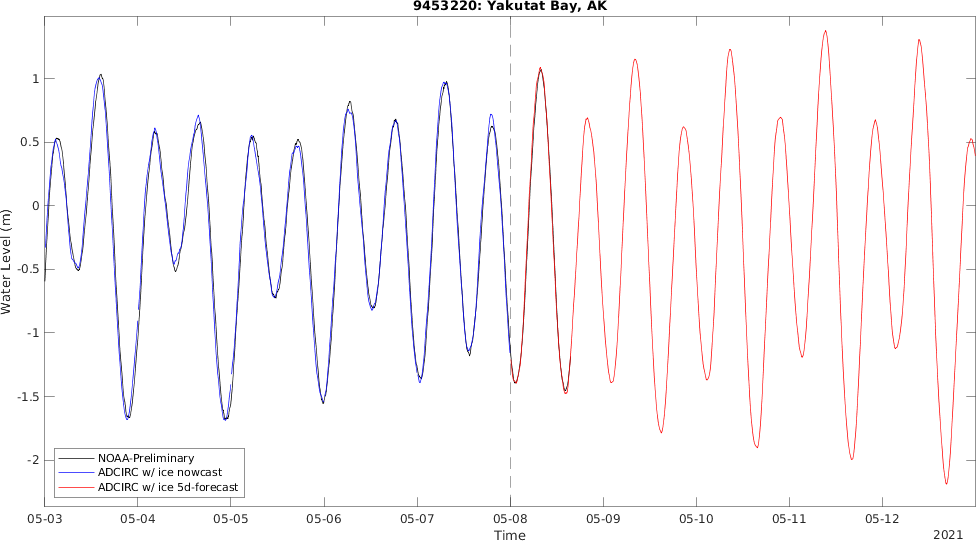 9453220: Yakutat Bay, AK
Water Level (m)
1
0.5
0
-0.5
-1
-1.5
-2
NOAA-Preliminary
ADCIRC w/ ice nowcast
ADCIRC w/ ice 5d-forecast
05-03 05-04 05-05 05-06 05-07 05-08 05-09 05-10 05-11 05-12
Time
2021